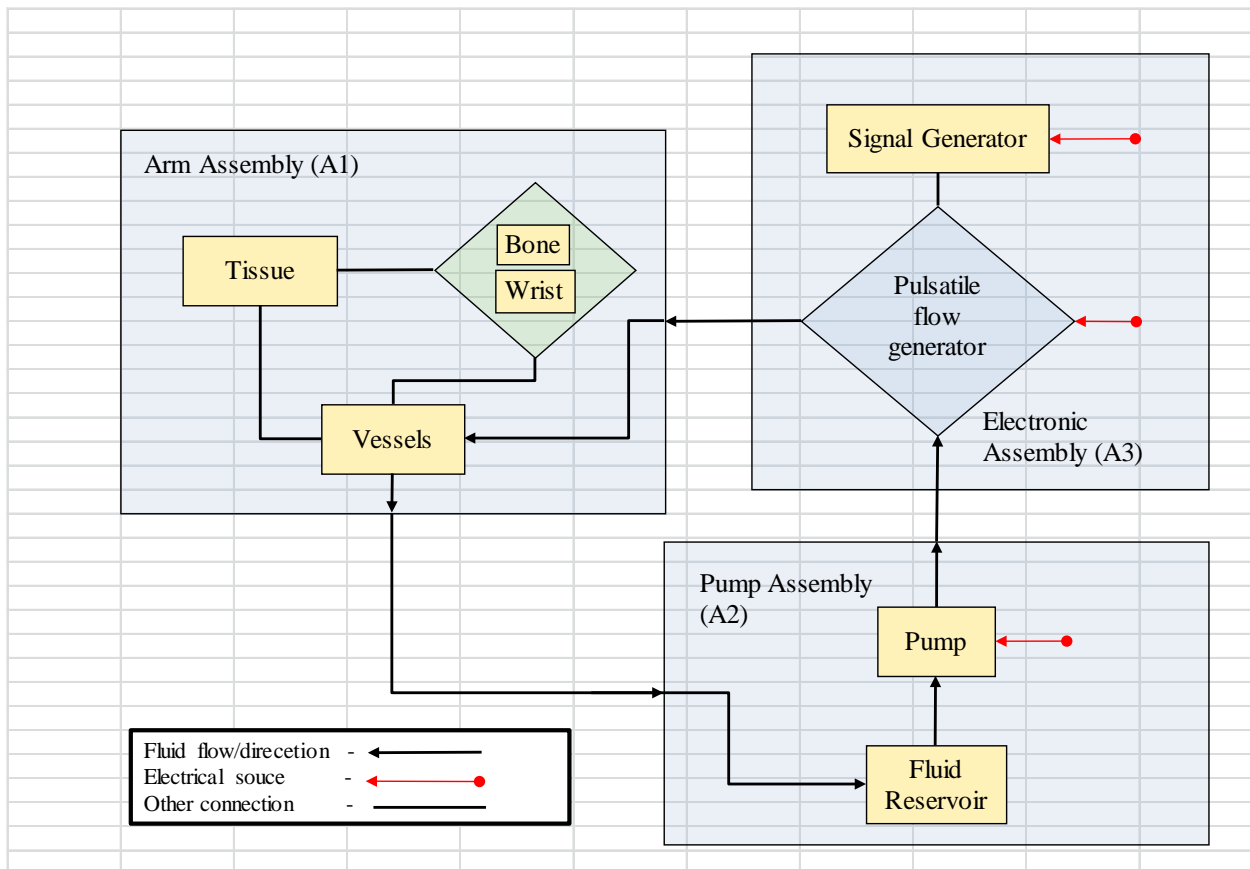 Signal Generator
Arm Assembly (A1)
Bone
Tissue
Wrist
Pulsatile
flow
generator
Vessels
Electronic
Assembly (A3)
Pump Assembly
(A2)
Pump
Fluid flow/direcetion -
Electrical souce -
Other connection -
Fluid
Reservoir